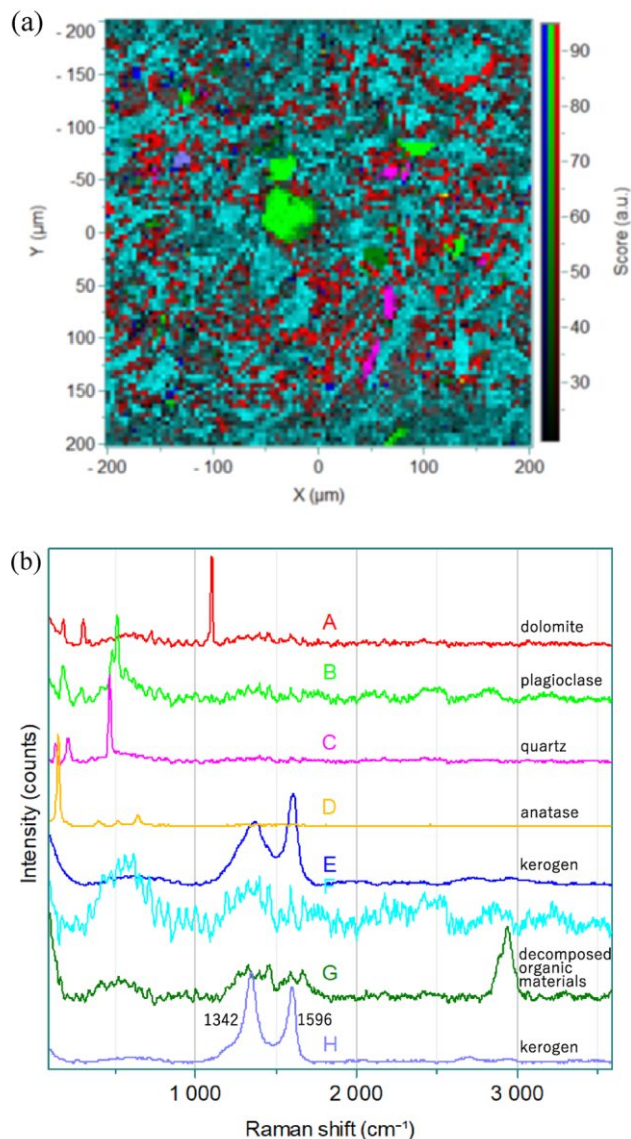 (a)
- 200
- 150
- 100
-50
0
50
100
150
200
Y (µm)
- 200
- 100
0
100
200
X (µm)
90
80
70
60
50
40
30
Score (a.u.)
(b)
A
dolomite
B
plagioclase
C
quartz
D
anatase
E
kerogen
F
G
decomposed
organic
materials
1342
1596
H
kerogen
Intensity (counts)
1 000
2 000
3 000
Raman shift (cm⁻¹)